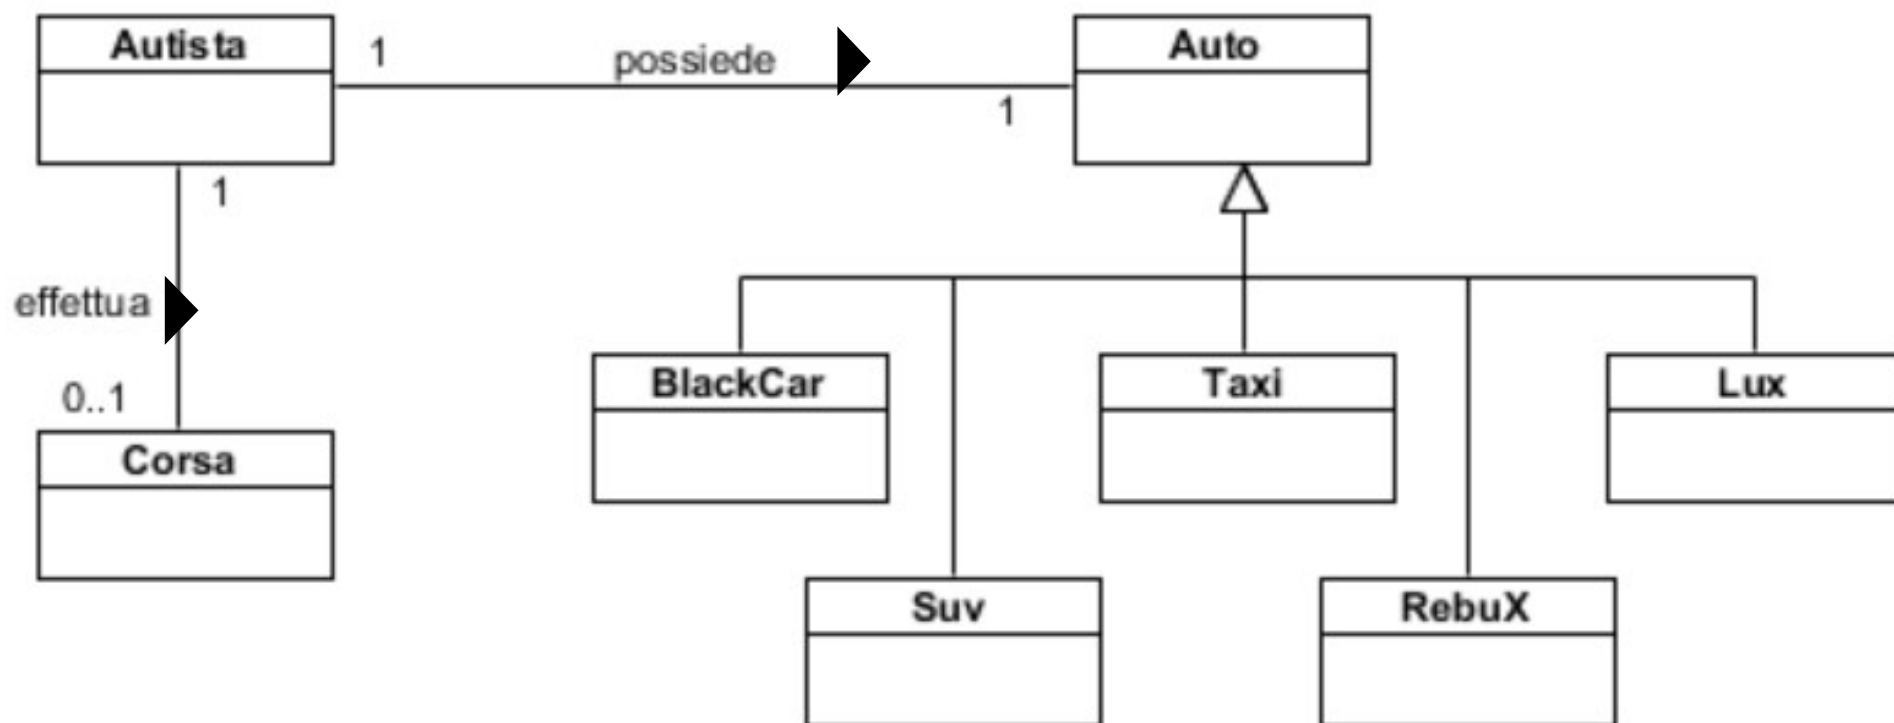 Autista
1
possiede
Auto
1
1
effettua
0..1
Corsa
BlackCar
Taxi
Lux
Suv
RebuX